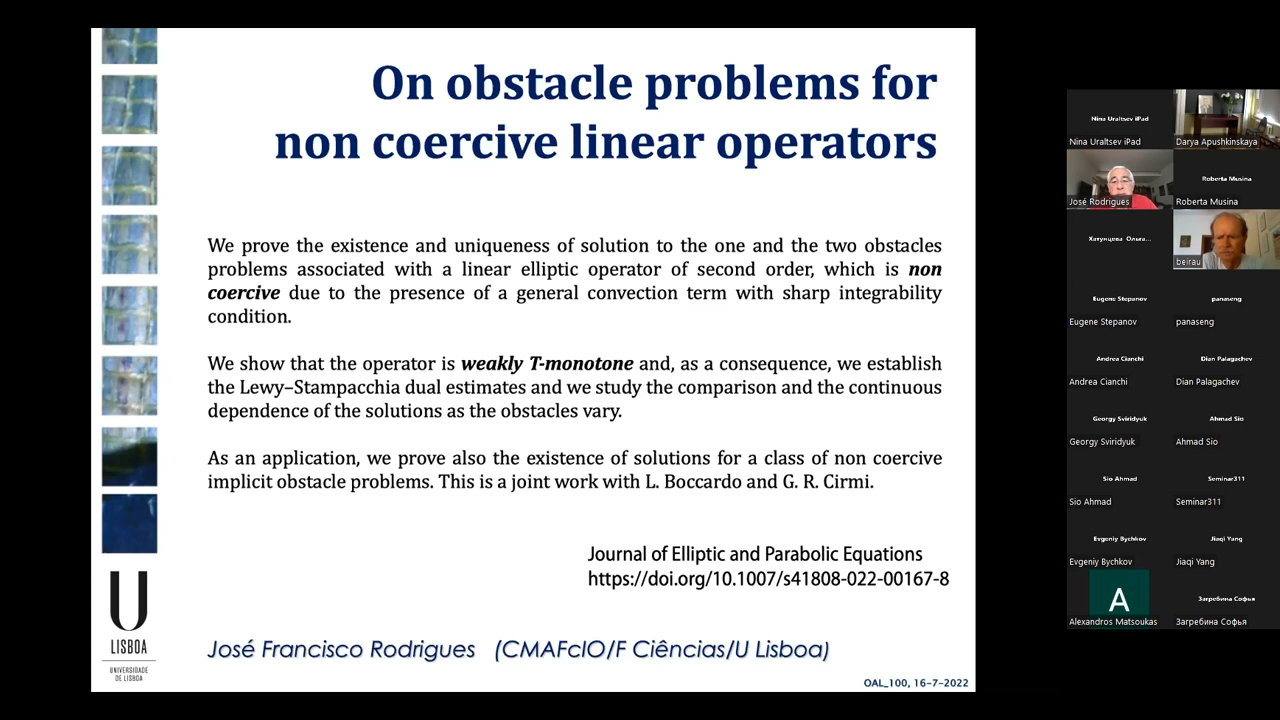 On obstacle problems for
non coercive linear operators
We prove the existence and uniqueness of solution to the one and the two obstacles
problems associated with a linear elliptic operator of second order, which is non
coercive due to the presence of a general convection term with sharp integrability
condition.
We show that the operator is weakly T-monotone and, as a consequence, we establish
the Lewy–Stampacchia dual estimates and we study the comparison and the continuous
dependence of the solutions as the obstacles vary.
As an application, we prove also the existence of solutions for a class of non coercive
implicit obstacle problems. This is a joint work with L. Boccardo and G. R. Cirmi.
Journal of Elliptic and Parabolic Equations
https://doi.org/10.1007/s41808-022-00167-8
U
LISBOA
UNIVERSIDADE
DE LISBOA
José Francisco Rodrigues (CMAFcIO/F Ciências/U Lisboa)
OAL_100, 16-7-2022
Nina Uraltsev iPad
Nina Uraltsev iPad
Darya Apushkinskaya
José Rodrigues
Roberta Musina
Roberta Musina
Хатунцева Ольга...
beirau
Eugene Stepanov
Eugene Stepanov
panaseng
panaseng
Andrea Cianchi
Andrea Cianchi
Dian Palagachev
Dian Palagachev
Georgy Sviridyuk
Georgy Sviridyuk
Ahmad Sio
Ahmad Sio
Sio Ahmad
Sio Ahmad
Seminar311
Seminar311
Evgeniy Bychkov
Evgeniy Bychkov
Jiaqi Yang
Jiaqi Yang
A
Alexandros Matsoukas
Загребина Софья
Загребина Софья